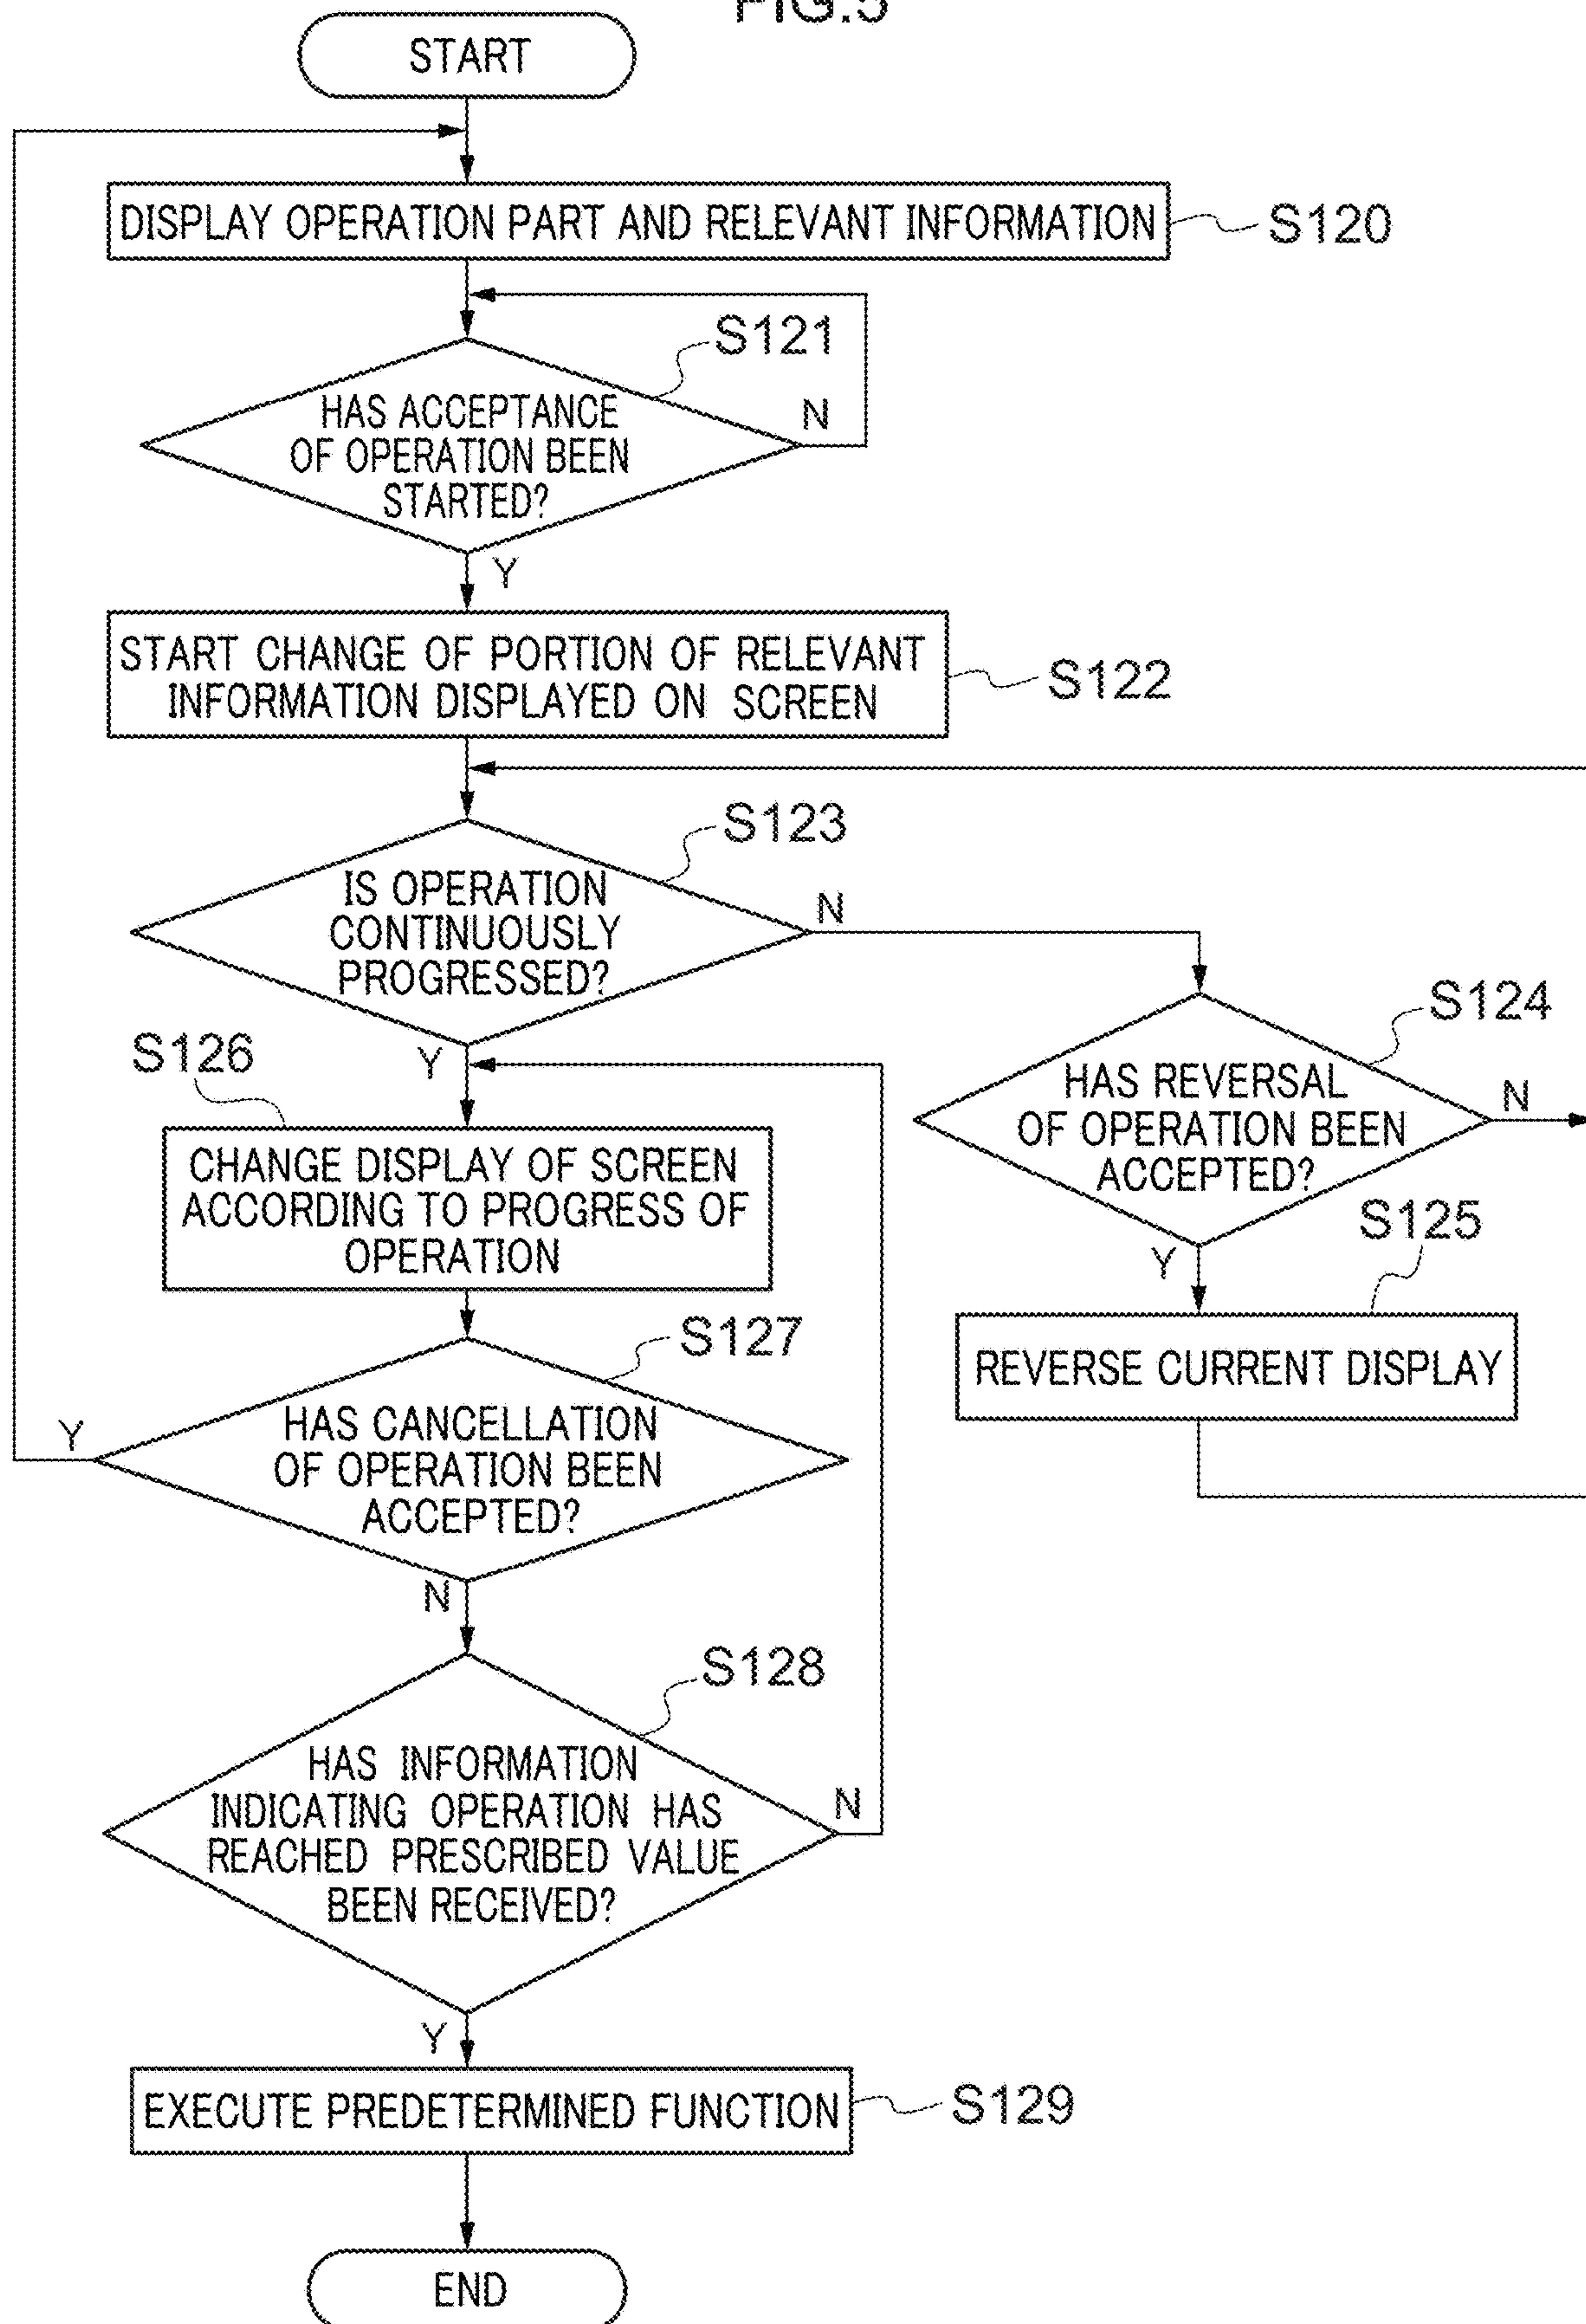 FIG.5
START
DISPLAY OPERATION PART AND RELEVANT INFORMATION
S120
S121
HAS ACCEPTANCE
OF OPERATION BEEN
STARTED?
N
Y
START CHANGE OF PORTION OF RELEVANT
INFORMATION DISPLAYED ON SCREEN
S122
S123
IS OPERATION
CONTINUOUSLY
PROGRESSED?
N
Y
S124
HAS REVERSAL
OF OPERATION BEEN
ACCEPTED?
N
Y
S125
REVERSE CURRENT DISPLAY
S126
CHANGE DISPLAY OF SCREEN
ACCORDING TO PROGRESS OF
OPERATION
S127
HAS CANCELLATION
OF OPERATION BEEN
ACCEPTED?
Y
N
S128
HAS INFORMATION
INDICATING OPERATION HAS
REACHED PRESCRIBED VALUE
BEEN RECEIVED?
N
Y
EXECUTE PREDETERMINED FUNCTION
S129
END